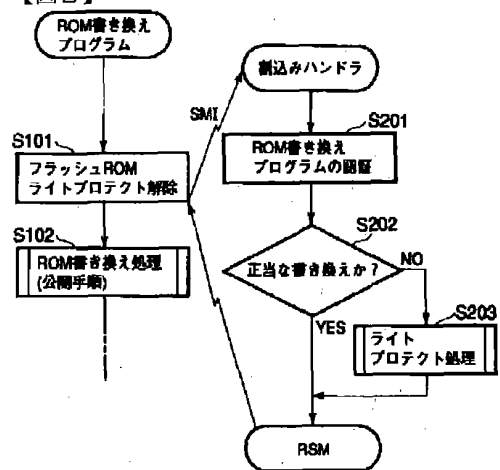 ROM書き換え
プログラム
S101
フラッシュROM
ライトプロテクト解除
S102
ROM書き換え処理
(公開手順)
SMI
割込みハンドラ
S201
ROM書き換え
プログラムの認証
S202
正当な書き換えか?
NO
YES
S203
ライト
プロテクト処理
RSM